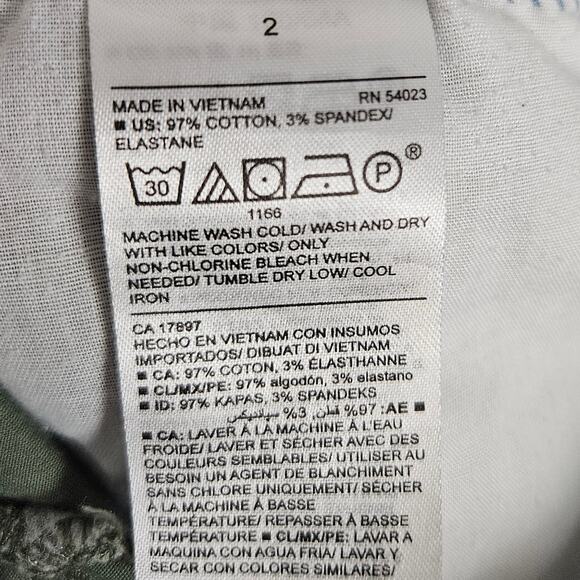 2
MADE IN VIETNAM RN 54023
■ US: 97% COTTON, 3% SPANDEX/
ELASTANE
30 P ®
1166
MACHINE WASH COLD/ WASH AND DRY
WITH LIKE COLORS/ ONLY
NON-CHLORINE BLEACH WHEN
NEEDED/ TUMBLE DRY LOW/ COOL
IRON
CA 17897
HECHO EN VIETNAM CON INSUMOS
IMPORTADOS/ DIBUAT DI VIETNAM
■ CA: 97% COTON, 3% ÉLASTHANNE
■ CL/MX/PE: 97% algodón, 3% elastano
■ ID: 97% KAPAS, 3% SPANDEKS
■ AE: 97% قطن, 3% سباندكس
■ CA: LAVER À LA MACHINE À L'EAU
FROIDE/ LAVER ET SÉCHER AVEC DES
COULEURS SEMBLABLES/ UTILISER AU
BESOIN UN AGENT DE BLANCHIMENT
SANS CHLORE UNIQUEMENT/ SÉCHER
À LA MACHINE À BASSE
TEMPÉRATURE/ REPASSER À BASSE
TEMPÉRATURE ■ CL/MX/PE: LAVAR A
MAQUINA CON AGUA FRIA/ LAVAR Y
SECAR CON COLORES SIMILARES/